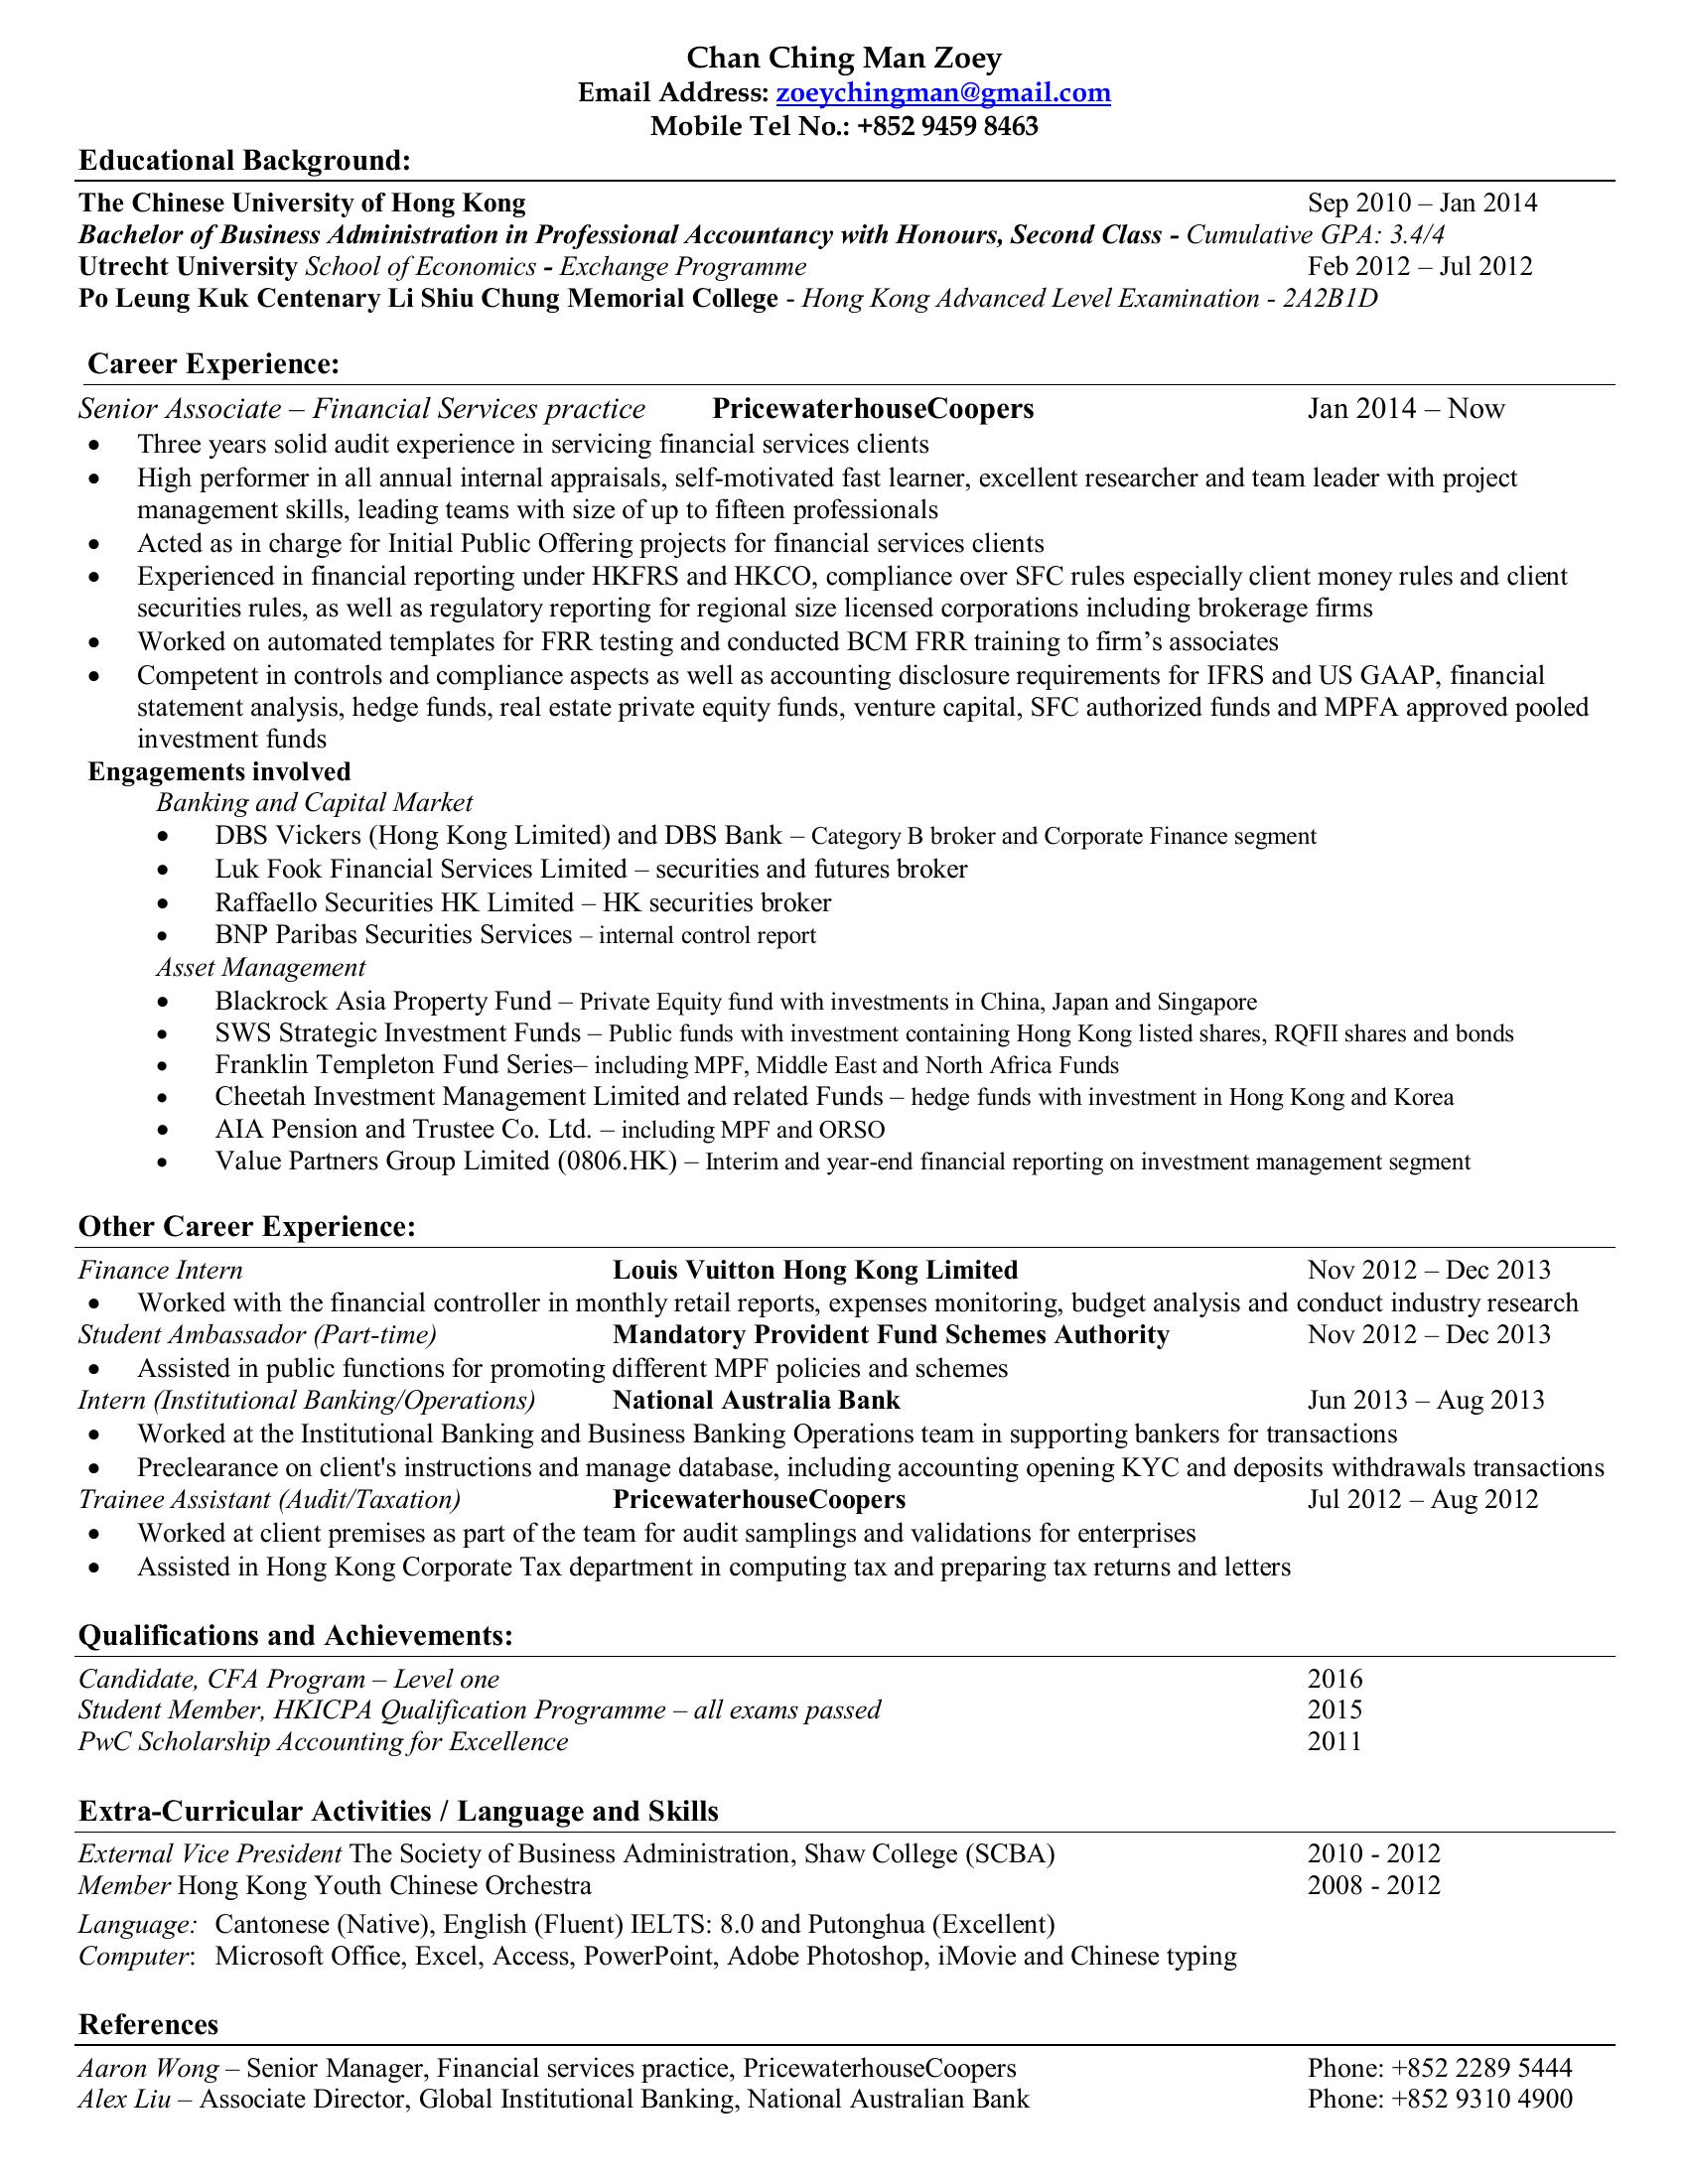 Chan Ching Man Zoey
Email Address: zoeychingman@gmail.com
Mobile Tel No.: +852 9459 8463
Educational Background:
The Chinese University of Hong Kong Sep 2010 – Jan 2014
Bachelor of Business Administration in Professional Accountancy with Honours, Second Class - Cumulative GPA: 3.4/4
Utrecht University School of Economics - Exchange Programme Feb 2012 – Jul 2012
Po Leung Kuk Centenary Li Shiu Chung Memorial College - Hong Kong Advanced Level Examination - 2A2B1D
Career Experience:
Senior Associate – Financial Services practice PricewaterhouseCoopers Jan 2014 – Now
• Three years solid audit experience in servicing financial services clients
• High performer in all annual internal appraisals, self-motivated fast learner, excellent researcher and team leader with project
management skills, leading teams with size of up to fifteen professionals
• Acted as in charge for Initial Public Offering projects for financial services clients
• Experienced in financial reporting under HKFRS and HKCO, compliance over SFC rules especially client money rules and client
securities rules, as well as regulatory reporting for regional size licensed corporations including brokerage firms
• Worked on automated templates for FRR testing and conducted BCM FRR training to firm’s associates
• Competent in controls and compliance aspects as well as accounting disclosure requirements for IFRS and US GAAP, financial
statement analysis, hedge funds, real estate private equity funds, venture capital, SFC authorized funds and MPFA approved pooled
investment funds
Engagements involved
Banking and Capital Market
• DBS Vickers (Hong Kong Limited) and DBS Bank – Category B broker and Corporate Finance segment
• Luk Fook Financial Services Limited – securities and futures broker
• Raffaello Securities HK Limited – HK securities broker
• BNP Paribas Securities Services – internal control report
Asset Management
• Blackrock Asia Property Fund – Private Equity fund with investments in China, Japan and Singapore
• SWS Strategic Investment Funds – Public funds with investment containing Hong Kong listed shares, RQFII shares and bonds
• Franklin Templeton Fund Series– including MPF, Middle East and North Africa Funds
• Cheetah Investment Management Limited and related Funds – hedge funds with investment in Hong Kong and Korea
• AIA Pension and Trustee Co. Ltd. – including MPF and ORSO
• Value Partners Group Limited (0806.HK) – Interim and year-end financial reporting on investment management segment
Other Career Experience:
Finance Intern Louis Vuitton Hong Kong Limited Nov 2012 – Dec 2013
• Worked with the financial controller in monthly retail reports, expenses monitoring, budget analysis and conduct industry research
Student Ambassador (Part-time) Mandatory Provident Fund Schemes Authority Nov 2012 – Dec 2013
• Assisted in public functions for promoting different MPF policies and schemes
Intern (Institutional Banking/Operations) National Australia Bank Jun 2013 – Aug 2013
• Worked at the Institutional Banking and Business Banking Operations team in supporting bankers for transactions
• Preclearance on client's instructions and manage database, including accounting opening KYC and deposits withdrawals transactions
Trainee Assistant (Audit/Taxation) PricewaterhouseCoopers Jul 2012 – Aug 2012
• Worked at client premises as part of the team for audit samplings and validations for enterprises
• Assisted in Hong Kong Corporate Tax department in computing tax and preparing tax returns and letters
Qualifications and Achievements:
Candidate, CFA Program – Level one 2016
Student Member, HKICPA Qualification Programme – all exams passed 2015
PwC Scholarship Accounting for Excellence 2011
Extra-Curricular Activities / Language and Skills
External Vice President The Society of Business Administration, Shaw College (SCBA) 2010 - 2012
Member Hong Kong Youth Chinese Orchestra 2008 - 2012
Language: Cantonese (Native), English (Fluent) IELTS: 8.0 and Putonghua (Excellent)
Computer: Microsoft Office, Excel, Access, PowerPoint, Adobe Photoshop, iMovie and Chinese typing
References
Aaron Wong – Senior Manager, Financial services practice, PricewaterhouseCoopers Phone: +852 2289 5444
Alex Liu – Associate Director, Global Institutional Banking, National Australian Bank Phone: +852 9310 4900